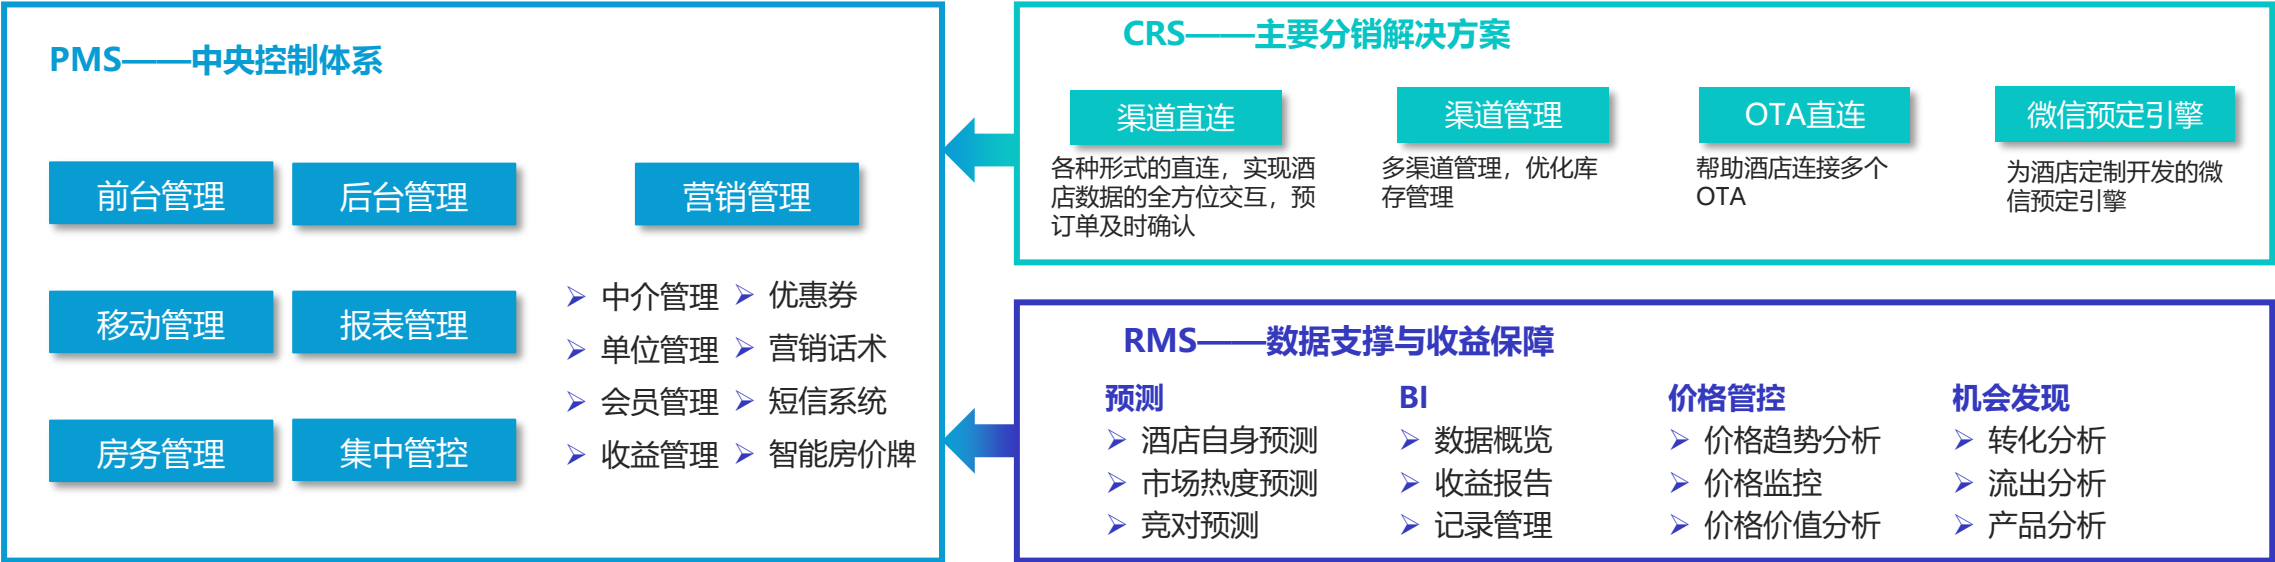 PMS——中央控制体系
前台管理
后台管理
营销管理
移动管理
报表管理
房务管理
集中管控
中介管理
单位管理
会员管理
收益管理
优惠券
营销话术
短信系统
智能房价牌
CRS——主要分销解决方案
渠道直连
各种形式的直连，实现酒
店数据的全方位交互，预
订单及时确认
渠道管理
多渠道管理，优化库
存管理
OTA直连
帮助酒店连接多个
OTA
微信预定引擎
为酒店定制开发的微
信预定引擎
RMS——数据支撑与收益保障
预测
酒店自身预测
市场热度预测
竞对预测
BI
数据概览
收益报告
记录管理
价格管控
价格趋势分析
价格监控
价格价值分析
机会发现
转化分析
流出分析
产品分析